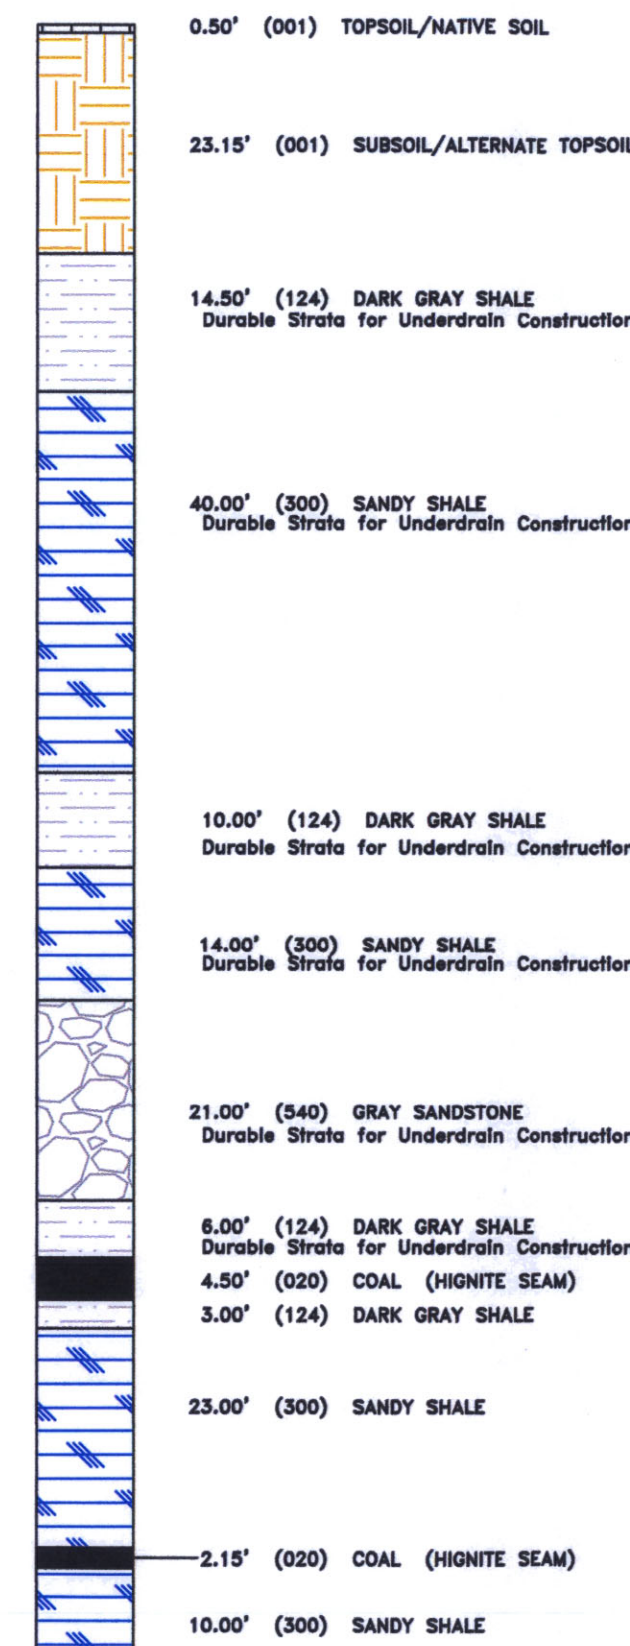 0.50' (001) TOPSOIL/NATIVE SOIL
23.15' (001) SUBSOIL/ALTERNATE TOPSOIL
14.50' (124) DARK GRAY SHALE
Durable Strata for Underdrain Construction
40.00' (300) SANDY SHALE
Durable Strata for Underdrain Construction
10.00' (124) DARK GRAY SHALE
Durable Strata for Underdrain Construction
14.00' (300) SANDY SHALE
Durable Strata for Underdrain Construction
21.00' (540) GRAY SANDSTONE
Durable Strata for Underdrain Construction
6.00' (124) DARK GRAY SHALE
Durable Strata for Underdrain Construction
4.50' (020) COAL (HIGNITE SEAM)
3.00' (124) DARK GRAY SHALE
23.00' (300) SANDY SHALE
2.15' (020) COAL (HIGNITE SEAM)
10.00' (300) SANDY SHALE